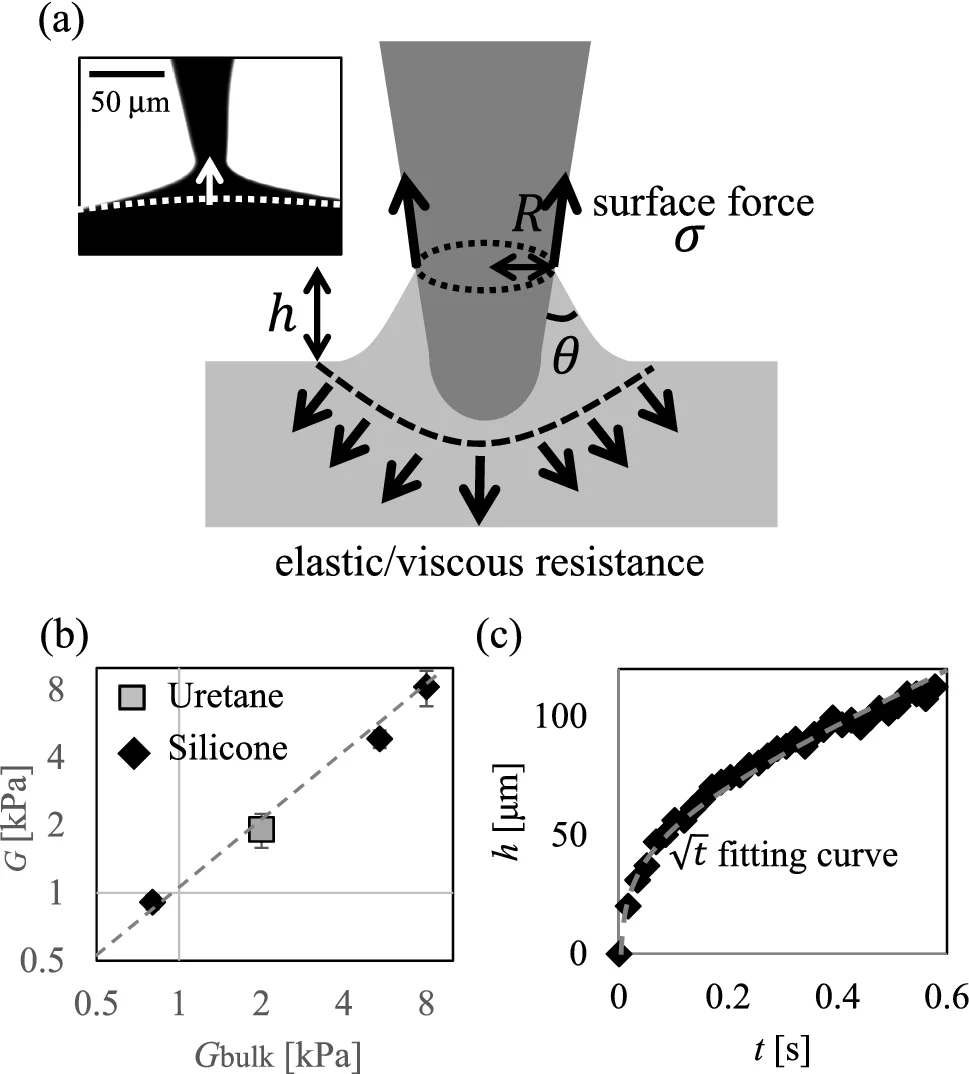 (a)
50 µm
R
surface force
σ
h
θ
elastic/viscous resistance
(b)
8
4
2
1
0.5
G [kPa]
Uretane
Silicone
0.5 1 2 4 8
Gbulk [kPa]
(c)
100
50
0
h [µm]
√t fitting curve
0 0.2 0.4 0.6
t [s]